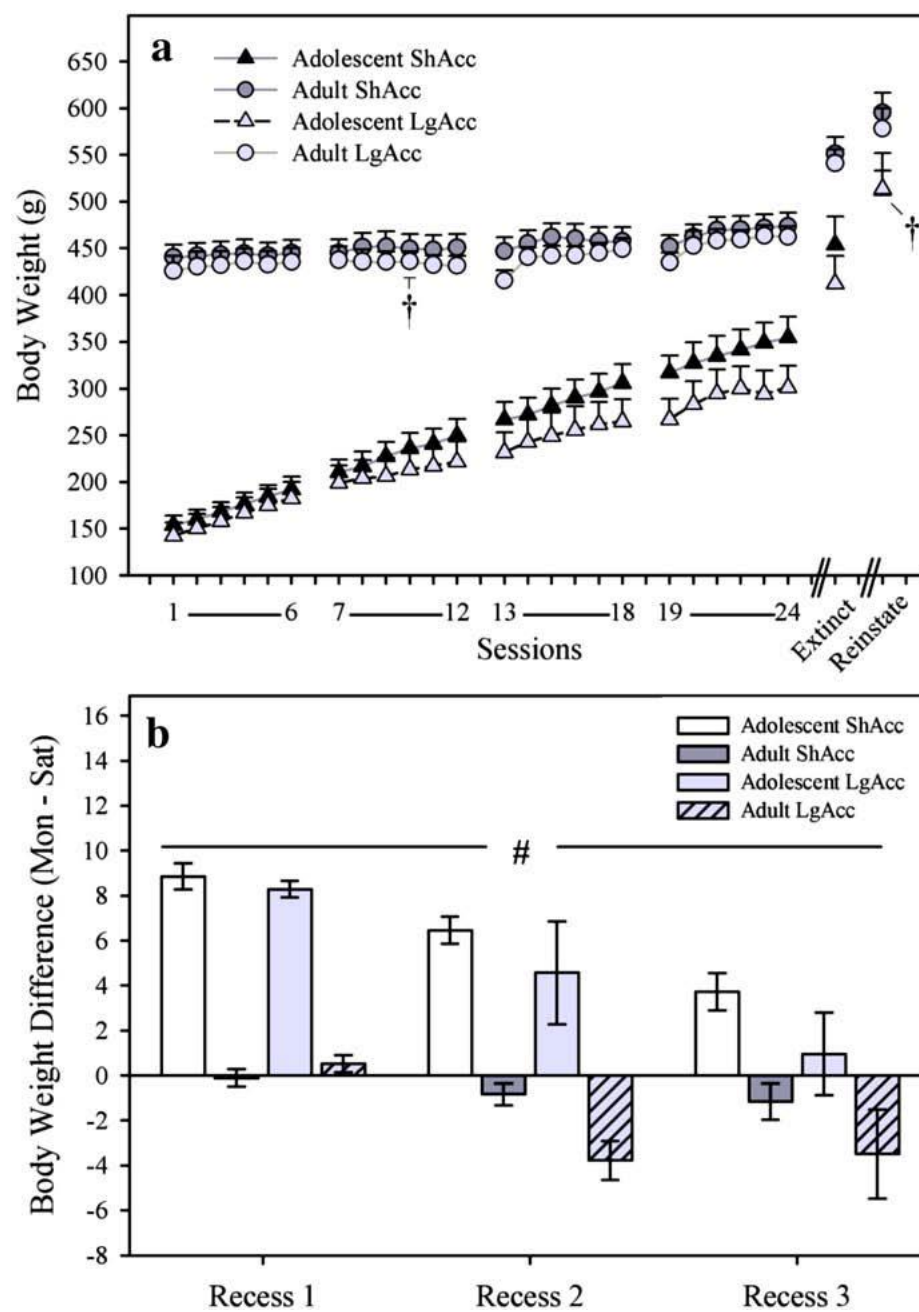 a
Adolescent ShAcc
Adult ShAcc
Adolescent LgAcc
Adult LgAcc
Body Weight (g)
650
600
550
500
450
400
350
300
250
200
150
100
†
†
1 6 7 12 13 18 19 24
Extinct
Reinstate
Sessions
b
Adolescent ShAcc
Adult ShAcc
Adolescent LgAcc
Adult LgAcc
Body Weight Difference (Mon - Sat)
16
14
12
10
8
6
4
2
0
-2
-4
-6
-8
#
Recess 1 Recess 2 Recess 3